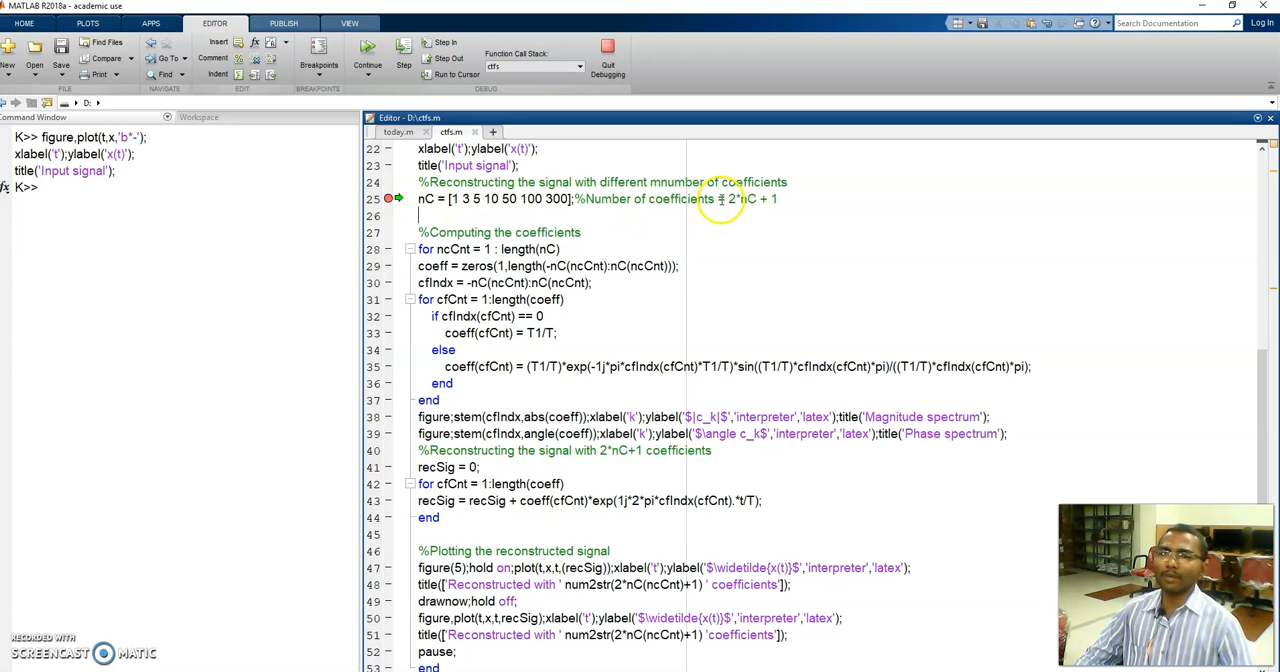 MATLAB R2018a - academic use
HOME PLOTS APPS EDITOR PUBLISH VIEW
Search Documentation Log In
New Open Save Find Files Compare Print
Insert fx Comment Indent
Go To Find
Breakpoints Continue Step Step In Step Out Run to Cursor
Function Call Stack:
ctfs
Quit Debugging
FILE NAVIGATE EDIT BREAKPOINTS DEBUG
D:
Command Window Workspace
K>> figure,plot(t,x,'b*-');
xlabel('t');ylabel('x(t)');
title('Input signal');
fx K>>
Editor - D:\ctfs.m
today.m ctfs.m
22 xlabel('t');ylabel('x(t)');
23 title('Input signal');
24 %Reconstructing the signal with different mnumber of coefficients
25 nC = [1 3 5 10 50 100 300];%Number of coefficients = 2*nC + 1
26
27 %Computing the coefficients
28 for ncCnt = 1 : length(nC)
29 coeff = zeros(1,length(-nC(ncCnt):nC(ncCnt)));
30 cfIndx = -nC(ncCnt):nC(ncCnt);
31 for cfCnt = 1:length(coeff)
32 if cfIndx(cfCnt) == 0
33 coeff(cfCnt) = T1/T;
34 else
35 coeff(cfCnt) = (T1/T)*exp(-1j*pi*cfIndx(cfCnt)*T1/T)*sin((T1/T)*cfIndx(cfCnt)*pi)/((T1/T)*cfIndx(cfCnt)*pi);
36 end
37 end
38 figure;stem(cfIndx,abs(coeff));xlabel('k');ylabel('$|c_k|$','interpreter','latex');title('Magnitude spectrum');
39 figure;stem(cfIndx,angle(coeff));xlabel('k');ylabel('$\angle c_k$','interpreter','latex');title('Phase spectrum');
40 %Reconstructing the signal with 2*nC+1 coefficients
41 recSig = 0;
42 for cfCnt = 1:length(coeff)
43 recSig = recSig + coeff(cfCnt)*exp(1j*2*pi*cfIndx(cfCnt).*t/T);
44 end
45
46 %Plotting the reconstructed signal
47 figure(5);hold on;plot(t,x,t,(recSig));xlabel('t');ylabel('$\widetilde{x(t)}$','interpreter','latex');
48 title(['Reconstructed with ' num2str(2*nC(ncCnt)+1) ' coefficients']);
49 drawnow;hold off;
50 figure,plot(t,x,t,recSig);xlabel('t');ylabel('$\widetilde{x(t)}$','interpreter','latex');
51 title(['Reconstructed with ' num2str(2*nC(ncCnt)+1) 'coefficients']);
52 pause;
53 end
RECORDED WITH
SCREENCAST MATIC